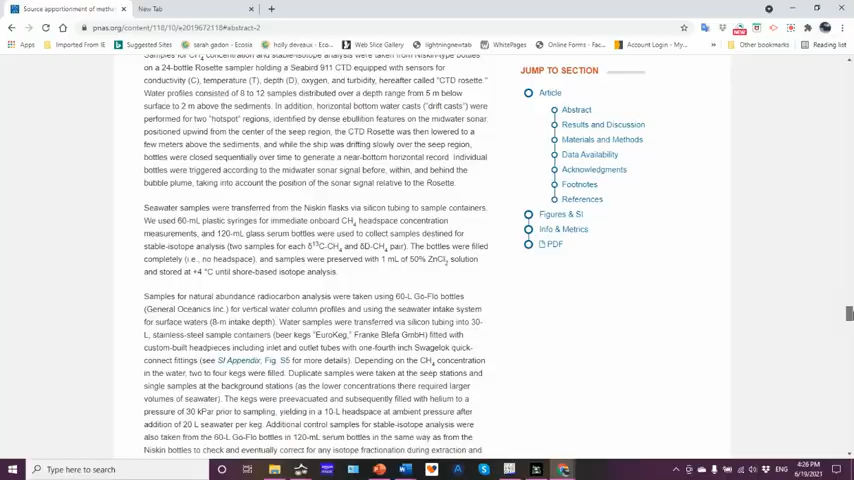 Source apportionment of metha
New Tab
pnas.org/content/118/10/e2019672118#abstract-2
Apps
Imported From IE
Suggested Sites
sarah gadon - Ecosia
holly deveaux - Ecosi...
Web Slice Gallery
lightningnewtab
WhitePages
Online Forms - Car...
Account Login - My...
Other bookmarks
Reading list
Samples for CH4 concentration and stable-isotope analysis were taken from Niskin-type bottles
on a 24-bottle Rosette sampler holding a Seabird 911 CTD equipped with sensors for
conductivity (C), temperature (T), depth (D), oxygen, and turbidity, hereafter called “CTD rosette.”
Water profiles consisted of 8 to 12 samples distributed over a depth range from 5 m below
surface to 2 m above the sediments. In addition, horizontal bottom water casts (“drift casts”) were
performed for two “hotspot” regions, identified by dense ebullition features on the midwater sonar:
positioned upwind from the center of the seep region, the CTD Rosette was then lowered to a
few meters above the sediments, and while the ship was drifting slowly over the seep region,
bottles were closed sequentially over time to generate a near-bottom horizontal record. Individual
bottles were triggered according to the midwater sonar signal before, within, and behind the
bubble plume, taking into account the position of the sonar signal relative to the Rosette.
Seawater samples were transferred from the Niskin flasks via silicon tubing to sample containers.
We used 60-mL plastic syringes for immediate onboard CH4 headspace concentration
measurements, and 120-mL glass serum bottles were used to collect samples destined for
stable-isotope analysis (two samples for each δ13C-CH4 and δD-CH4 pair). The bottles were filled
completely (i.e., no headspace), and samples were preserved with 1 mL of 50% ZnCl2 solution
and stored at +4 °C until shore-based isotope analysis.
Samples for natural abundance radiocarbon analysis were taken using 60-L Go-Flo bottles
(General Oceanics Inc.) for vertical water column profiles and using the seawater intake system
for surface waters (8-m intake depth). Water samples were transferred via silicon tubing into 30-
L, stainless-steel sample containers (beer kegs “EuroKeg,” Franke Blefa GmbH) fitted with
custom-built headpieces including inlet and outlet tubes with one-fourth inch Swagelok quick-
connect fittings (see SI Appendix, Fig. S5 for more details). Depending on the CH4 concentration
in the water, two to four kegs were filled. Duplicate samples were taken at the seep stations and
single samples at the background stations (as the lower concentrations there required larger
volumes of seawater). The kegs were preevacuated and subsequently filled with helium to a
pressure of 30 kPar prior to sampling, yielding in a 10-L headspace at ambient pressure after
addition of 20 L seawater per keg. Additional control samples for stable-isotope analysis were
also taken from the 60-L Go-Flo bottles in 120-mL serum bottles in the same way as from the
Niskin bottles to check and eventually correct for any isotope fractionation during extraction and
JUMP TO SECTION
Article
Abstract
Results and Discussion
Materials and Methods
Data Availability
Acknowledgments
Footnotes
References
Figures & SI
Info & Metrics
PDF
Type here to search
4:26 PM
6/19/2021